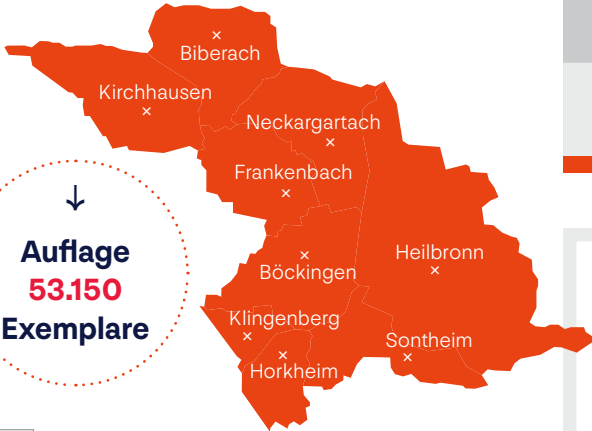 Biberach
Kirchhausen
Neckargartach
Frankenbach
Heilbronn
Böckingen
Klingenberg
Sontheim
Horkheim
↓
Auflage
53.150
Exemplare